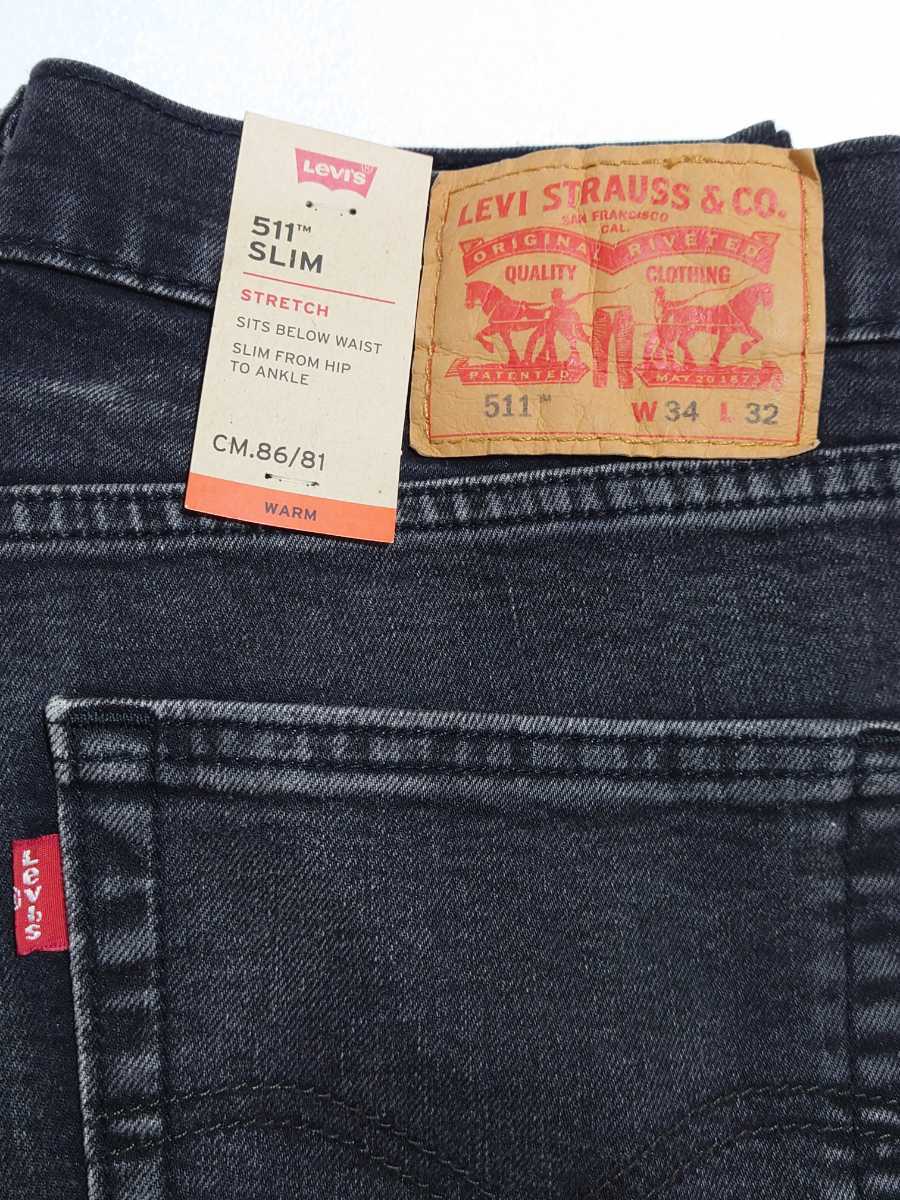 Levi's
511™
SLIM
STRETCH
SITS BELOW WAIST
SLIM FROM HIP
TO ANKLE
CM.86/81
WARM
LEVI STRAUSS & CO.
SAN FRANCISCO
CAL.
ORIGINAL RIVETED
QUALITY CLOTHING
PATENTED MAY 20 1873
511™ W 34 L 32
Levi's